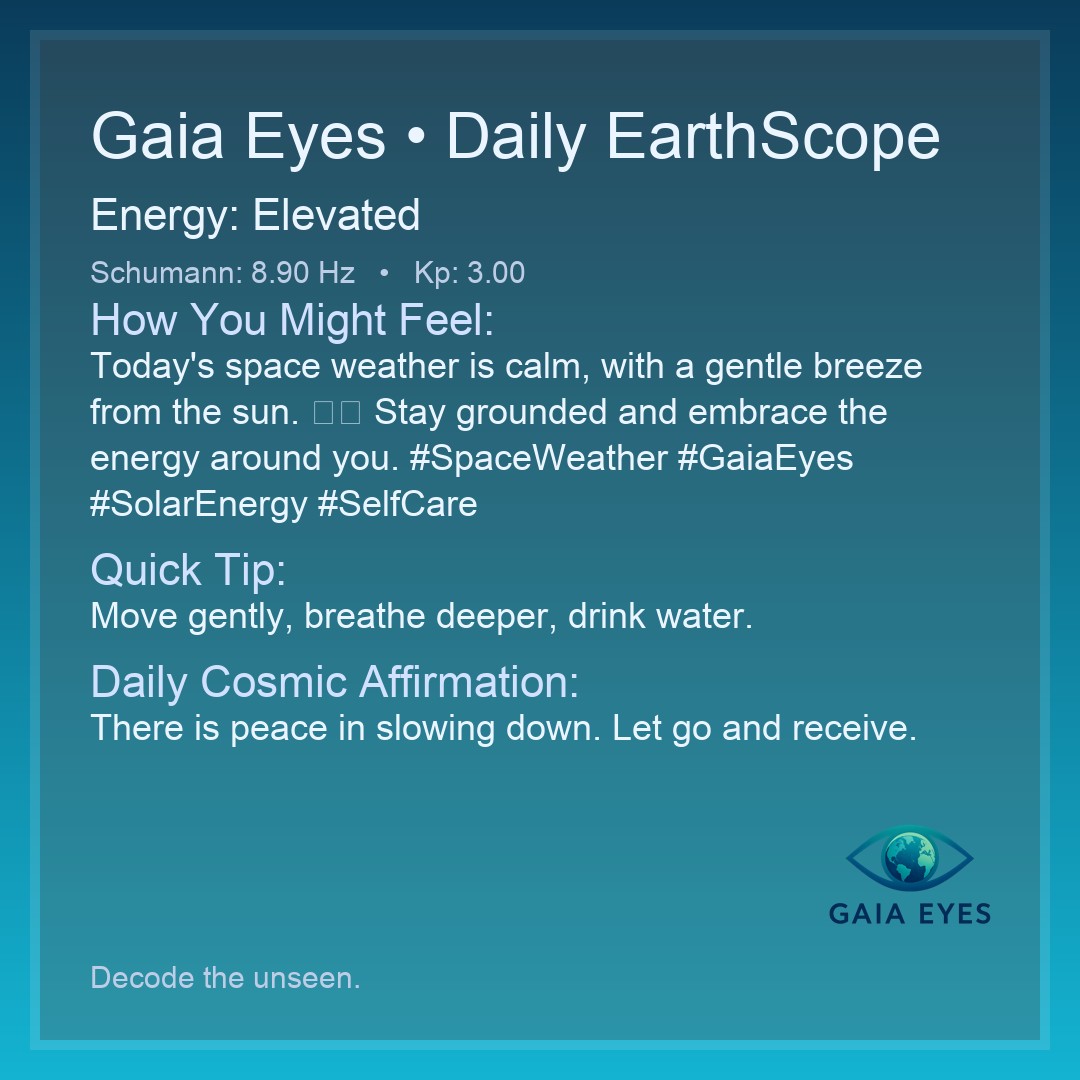 Gaia Eyes • Daily EarthScope
Energy: Elevated
Schumann: 8.90 Hz • Kp: 3.00
How You Might Feel:
Today's space weather is calm, with a gentle breeze
from the sun. □□ Stay grounded and embrace the
energy around you. #SpaceWeather #GaiaEyes
#SolarEnergy #SelfCare
Quick Tip:
Move gently, breathe deeper, drink water.
Daily Cosmic Affirmation:
There is peace in slowing down. Let go and receive.
GAIA EYES
Decode the unseen.